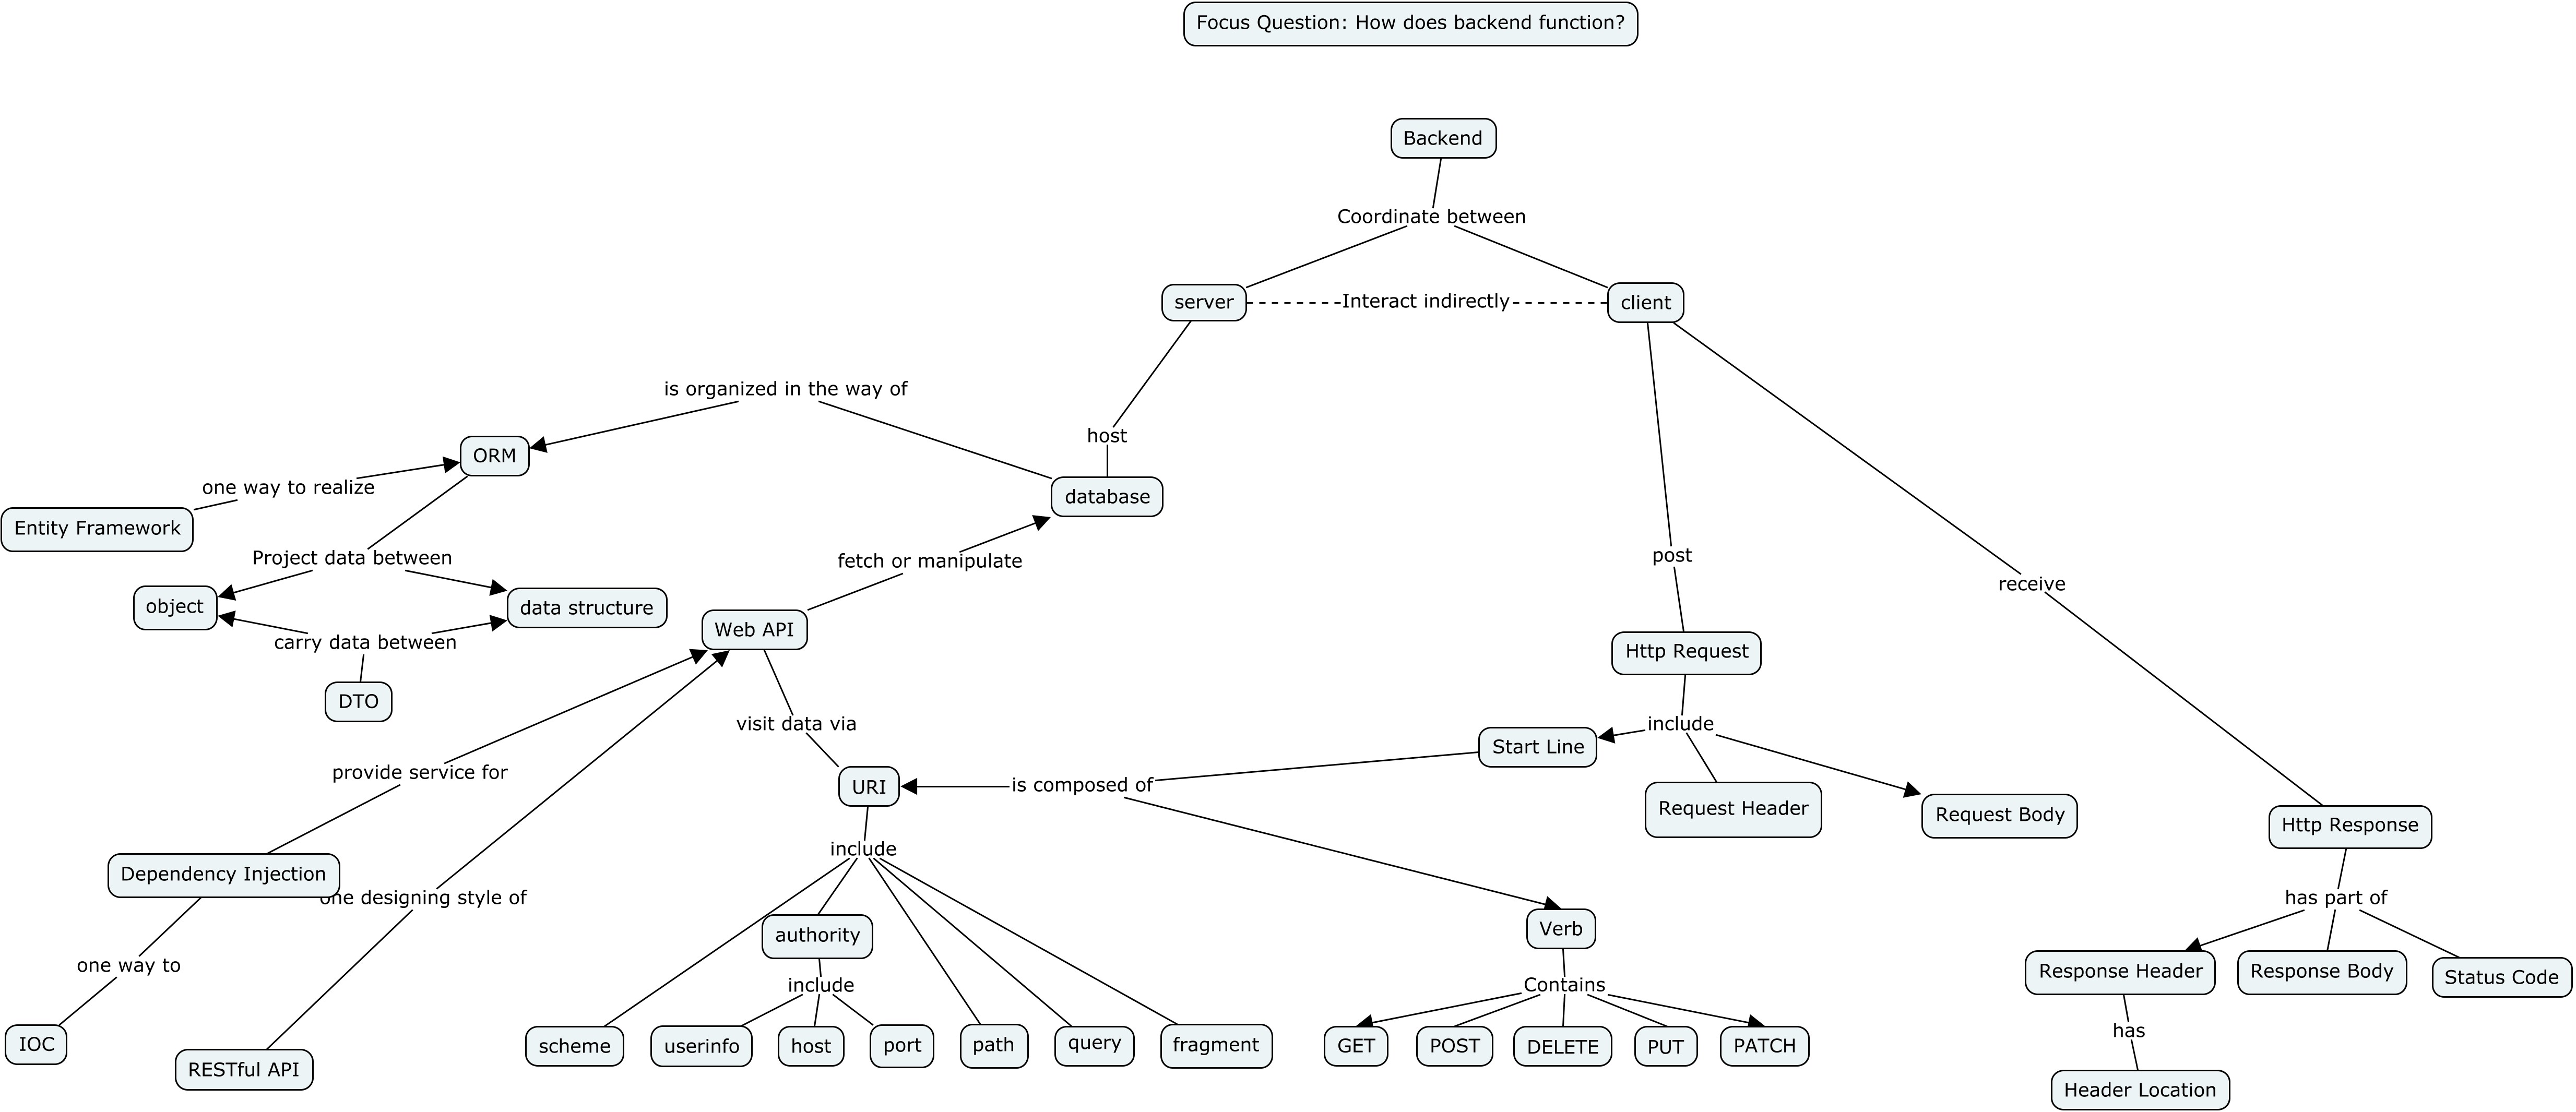 Focus Question: How does backend function?
Backend
Coordinate between
server
Interact indirectly
client
is organized in the way of
host
ORM
one way to realize
database
Entity Framework
Project data between
fetch or manipulate
post
receive
object
data structure
Web API
carry data between
Http Request
DTO
visit data via
include
Start Line
provide service for
URI
is composed of
Request Header
Request Body
Http Response
include
Dependency Injection
one designing style of
has part of
authority
Verb
one way to
include
Contains
Response Header
Response Body
Status Code
IOC
scheme
userinfo
host
port
path
query
fragment
GET
POST
DELETE
PUT
PATCH
has
RESTful API
Header Location